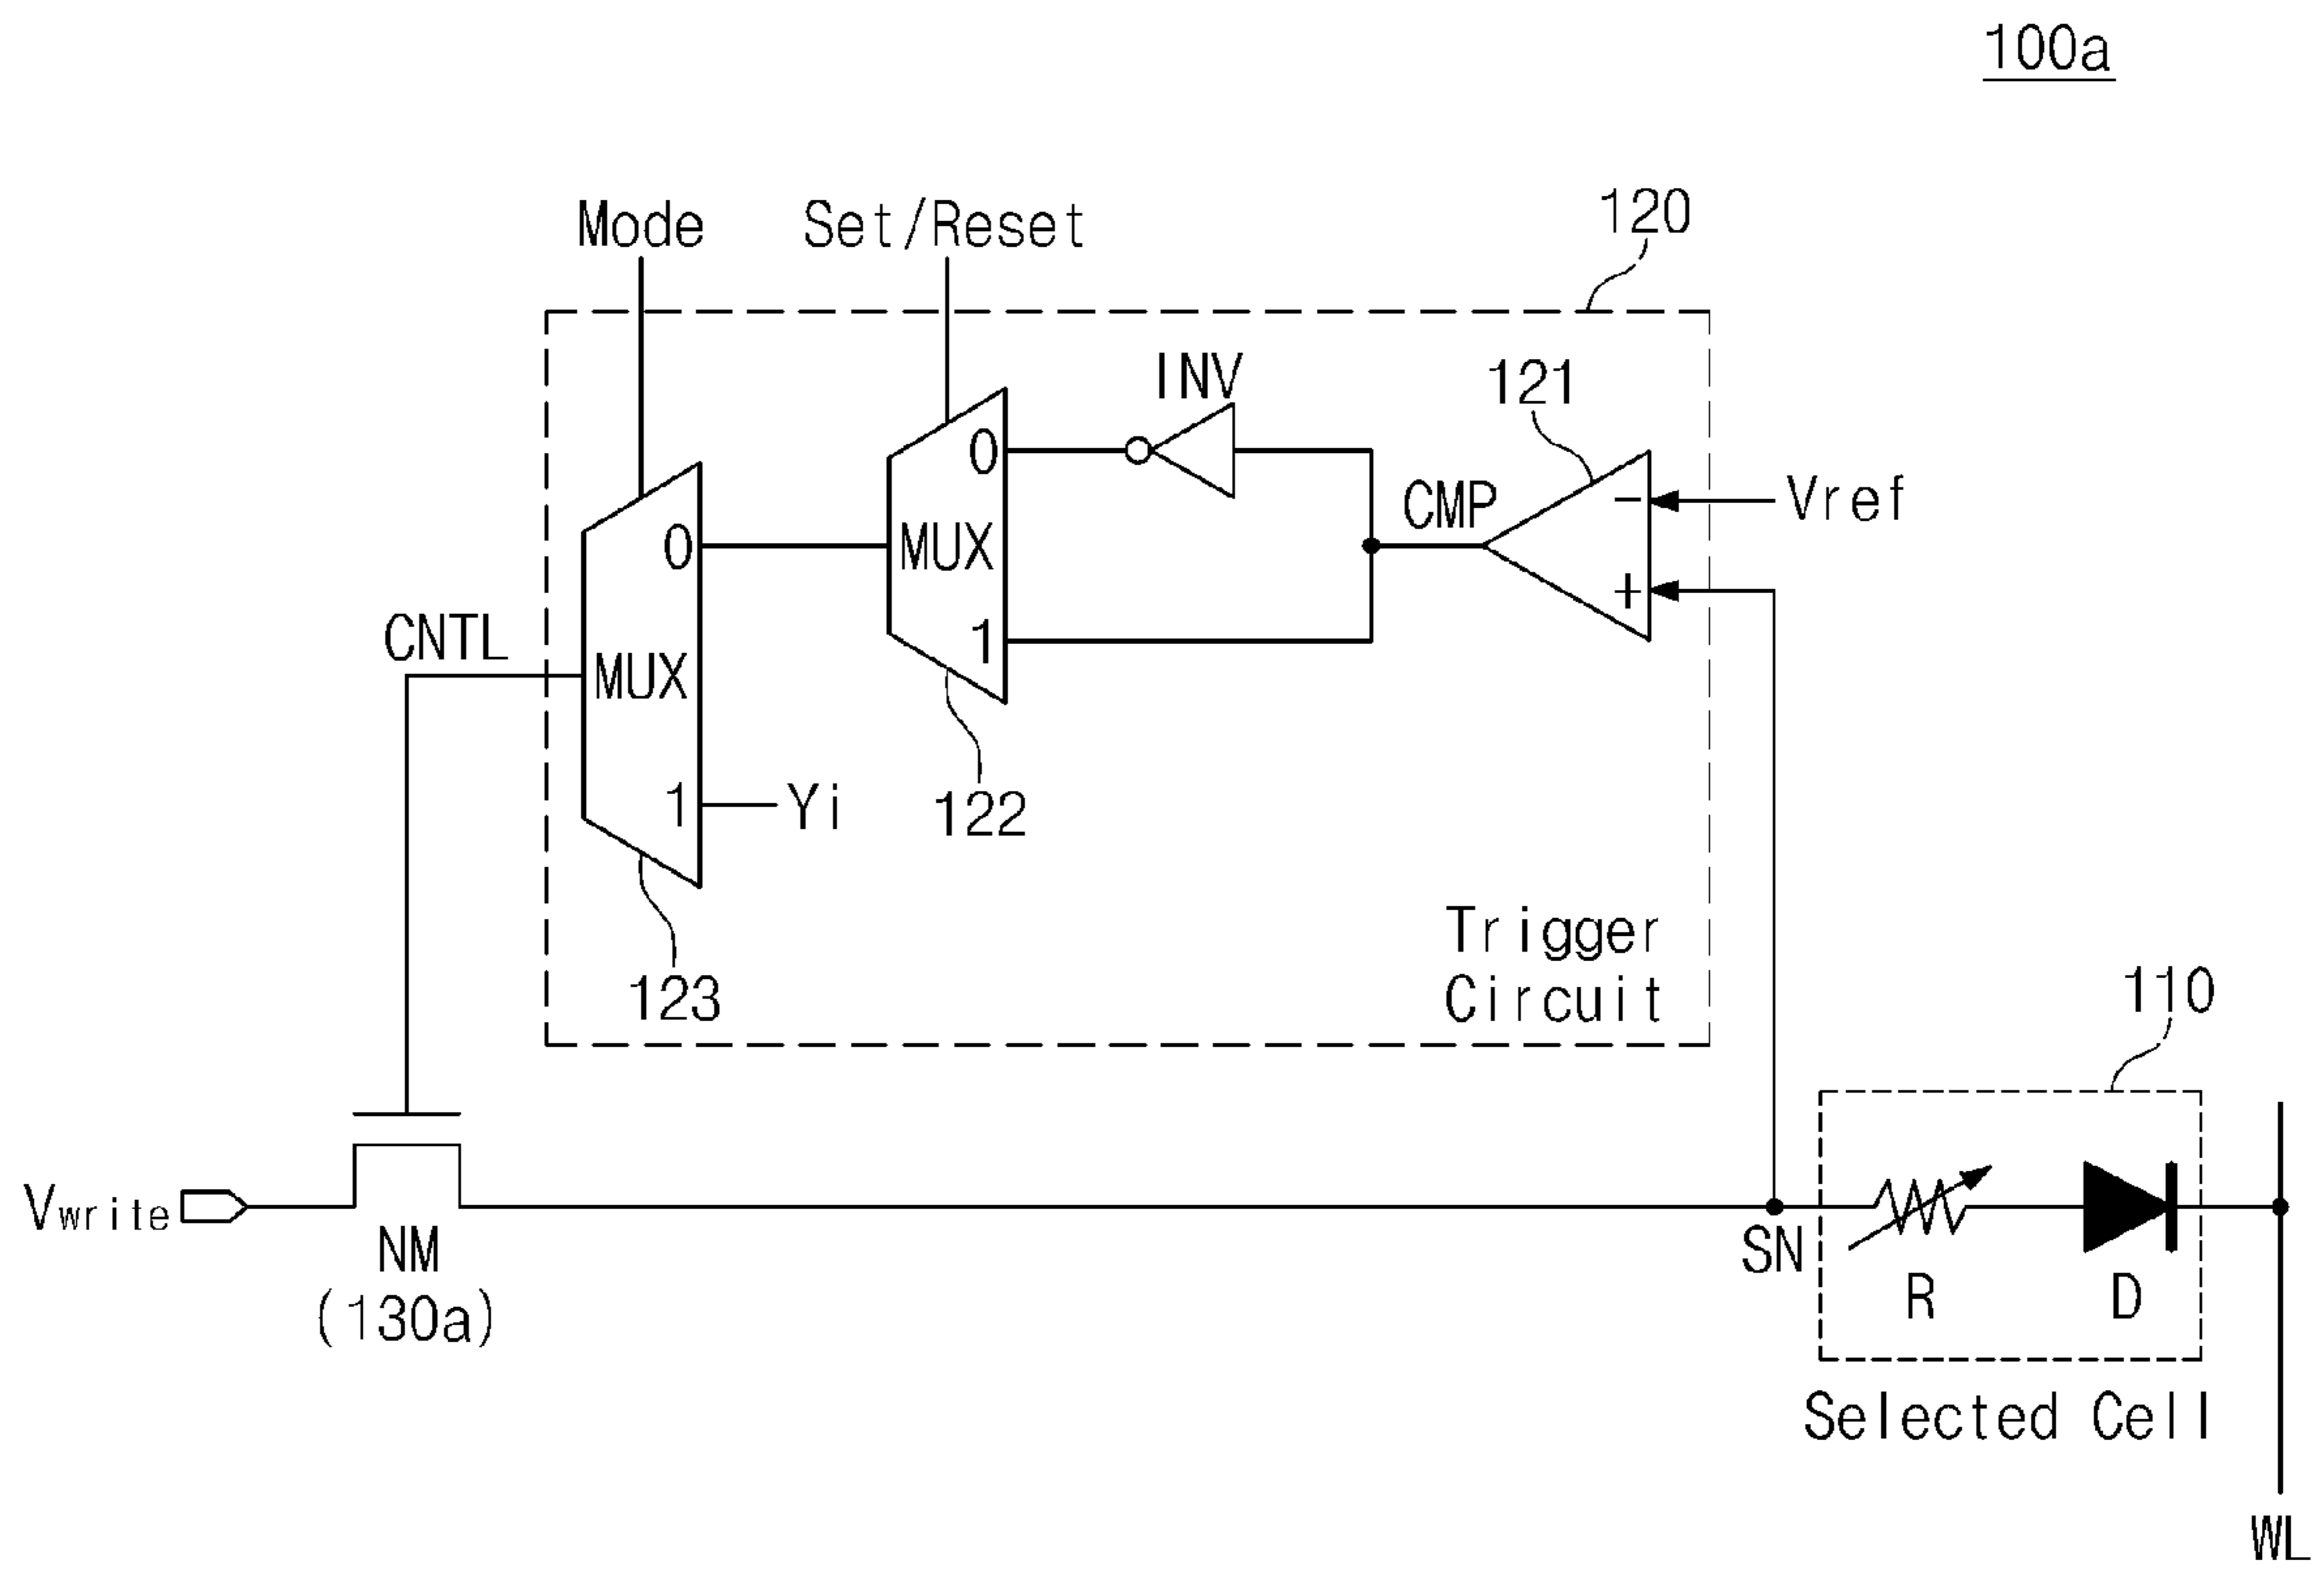 100a
120
Mode
Set/Reset
INV
121
0
CMP
-
Vref
0
MUX
+
CNTL
1
MUX
1
Yi
122
Trigger
Circuit
123
110
Vwrite
NM
(130a)
SN
R
D
Selected Cell
WL